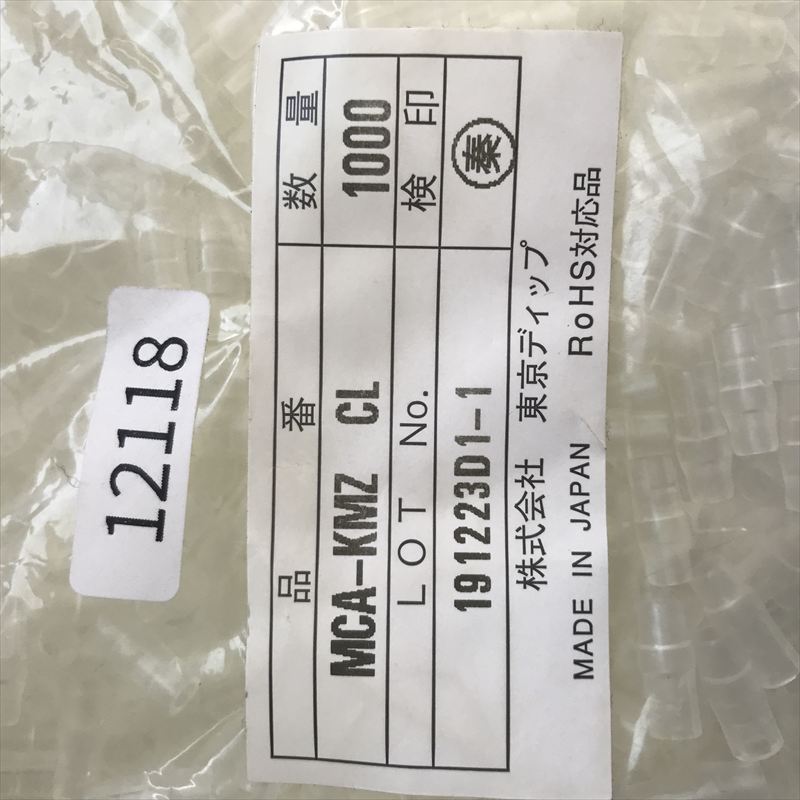 12118
品 番 数 量
MCA-KMZ CL 1000
LOT No. 検 印
191223D1-1 秦
株式会社 東京ディップ
MADE IN JAPAN RoHS対応品